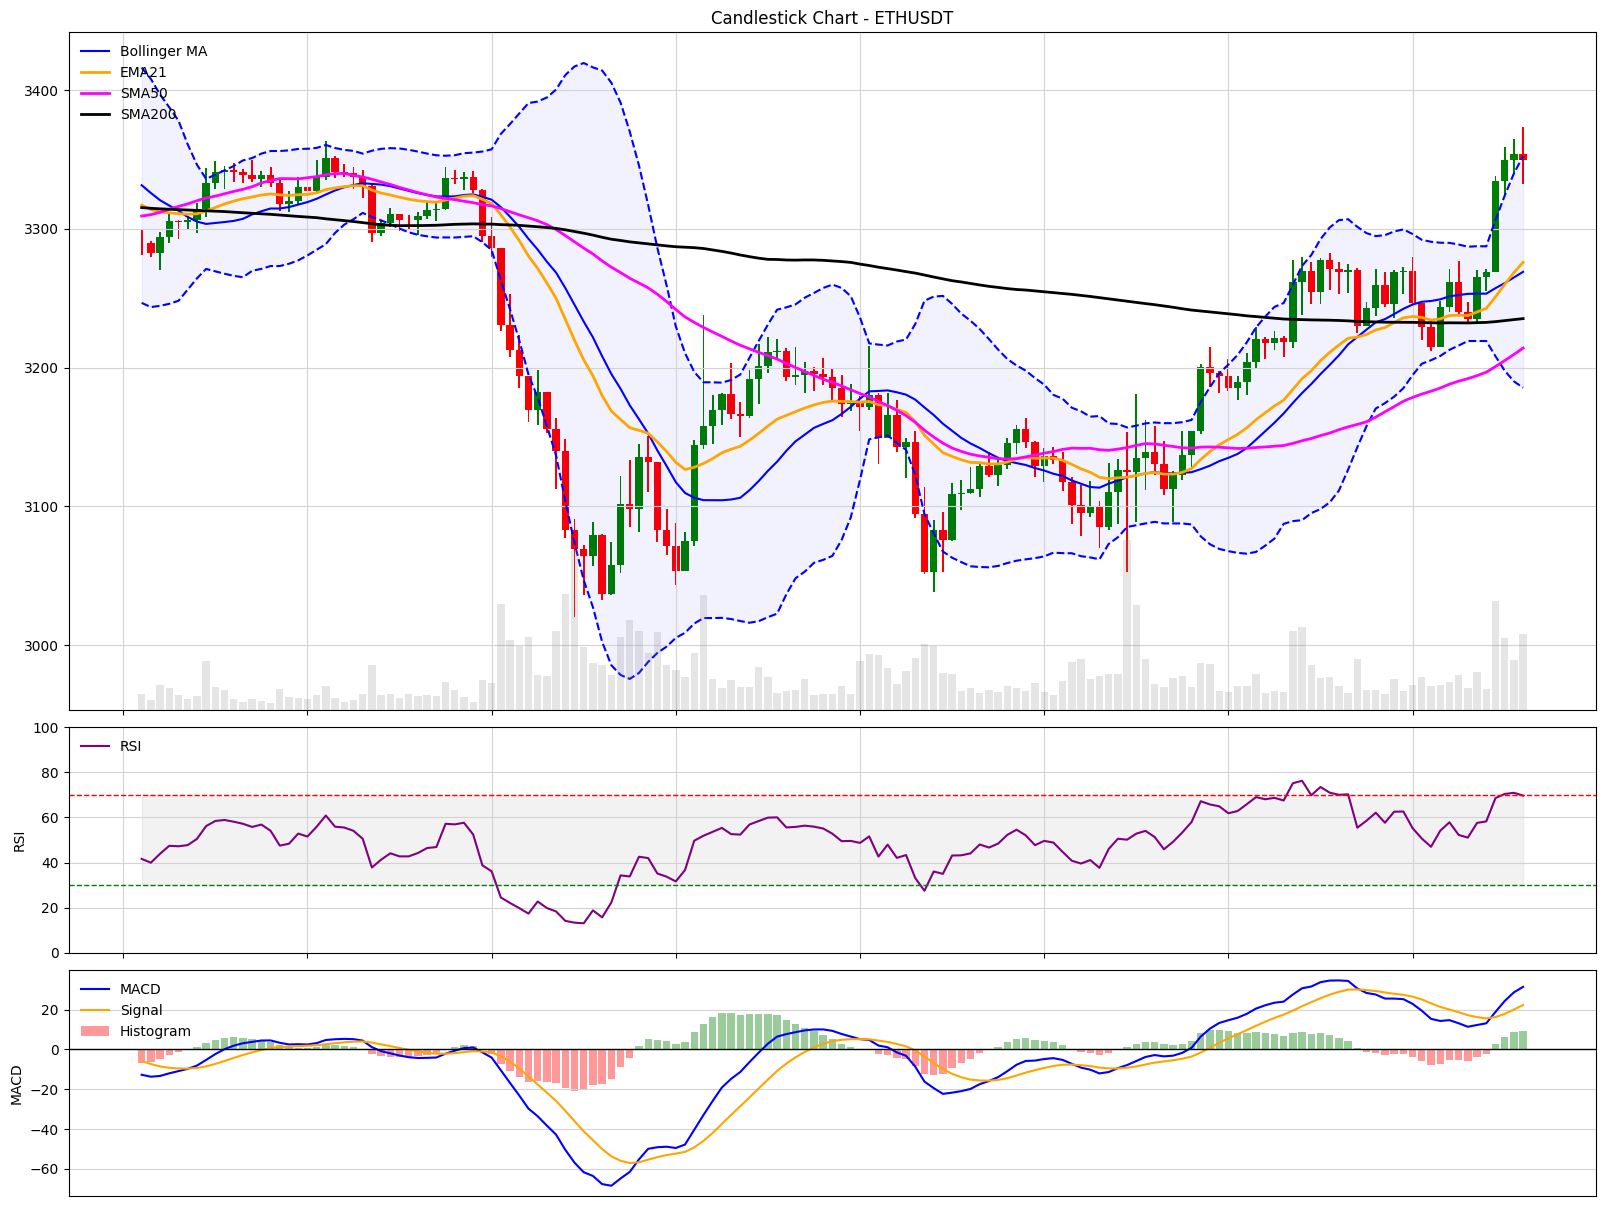 Candlestick Chart - ETHUSDT
Bollinger MA
EMA21
SMA50
SMA200
3400
3300
3200
3100
3000
RSI
100
80
60
40
20
0
RSI
MACD
Signal
Histogram
20
0
−20
−40
−60
MACD